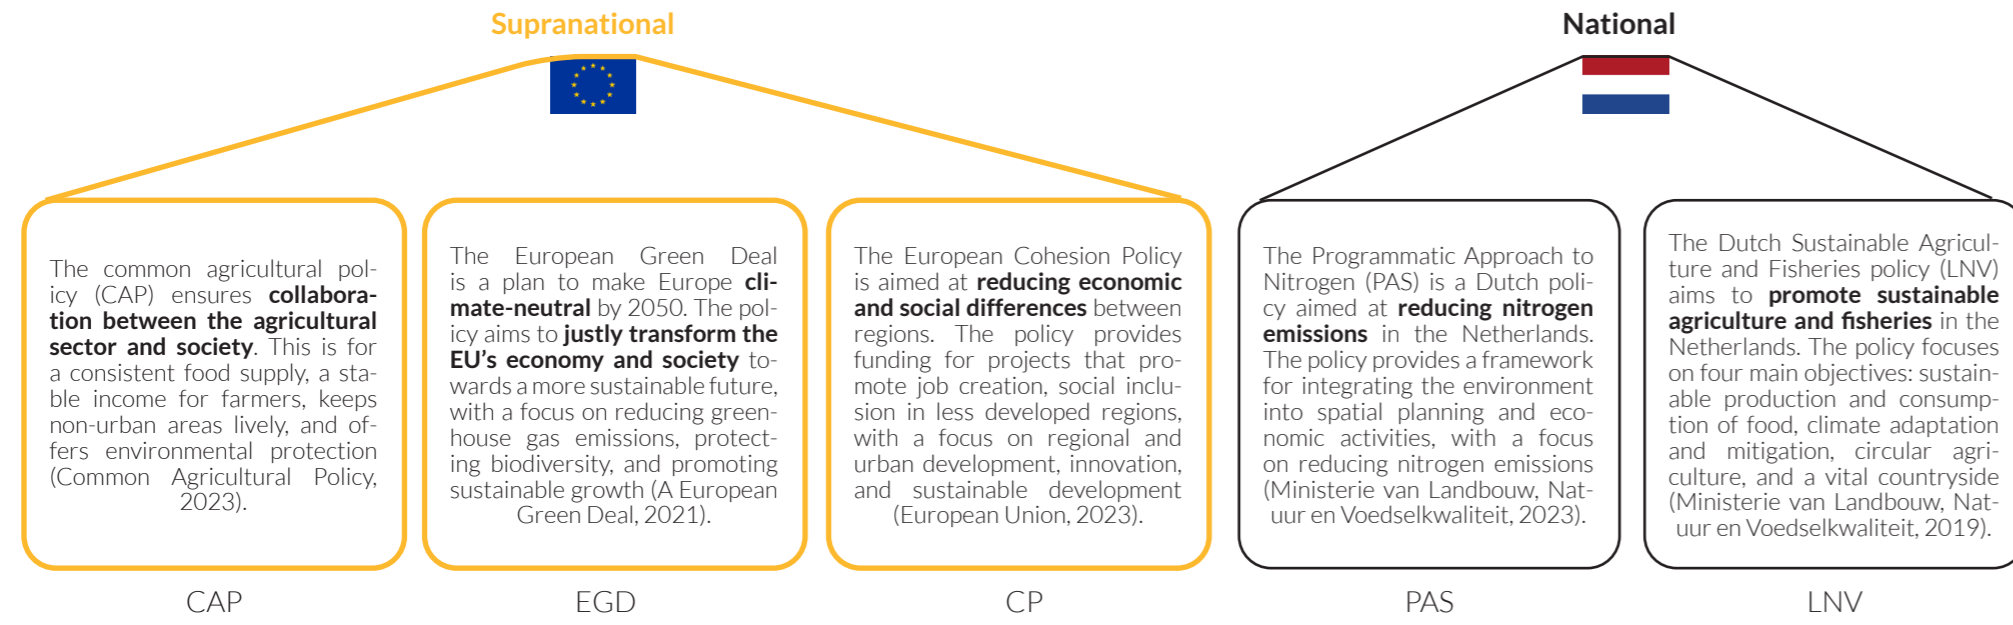 Supranational
National
The common agricultural pol-
icy (CAP) ensures collabora-
tion between the agricultural
sector and society. This is for
a consistent food supply, a sta-
ble income for farmers, keeps
non-urban areas lively, and of-
fers environmental protection
(Common Agricultural Policy,
2023).
CAP
The European Green Deal
is a plan to make Europe cli-
mate-neutral by 2050. The pol-
icy aims to justly transform the
EU's economy and society to-
wards a more sustainable future,
with a focus on reducing green-
house gas emissions, protect-
ing biodiversity, and promoting
sustainable growth (A European
Green Deal, 2021).
EGD
The European Cohesion Policy
is aimed at reducing economic
and social differences between
regions. The policy provides
funding for projects that pro-
mote job creation, social inclu-
sion in less developed regions,
with a focus on regional and
urban development, innovation,
and sustainable development
(European Union, 2023).
CP
The Programmatic Approach to
Nitrogen (PAS) is a Dutch poli-
cy aimed at reducing nitrogen
emissions in the Netherlands.
The policy provides a framework
for integrating the environment
into spatial planning and eco-
nomic activities, with a focus
on reducing nitrogen emissions
(Ministerie van Landbouw, Nat-
uur en Voedselkwaliteit, 2023).
PAS
The Dutch Sustainable Agricul-
ture and Fisheries policy (LNV)
aims to promote sustainable
agriculture and fisheries in the
Netherlands. The policy focuses
on four main objectives: sustain-
able production and consump-
tion of food, climate adaptation
and mitigation, circular agri-
culture, and a vital countryside
(Ministerie van Landbouw, Nat-
uur en Voedselkwaliteit, 2019).
LNV